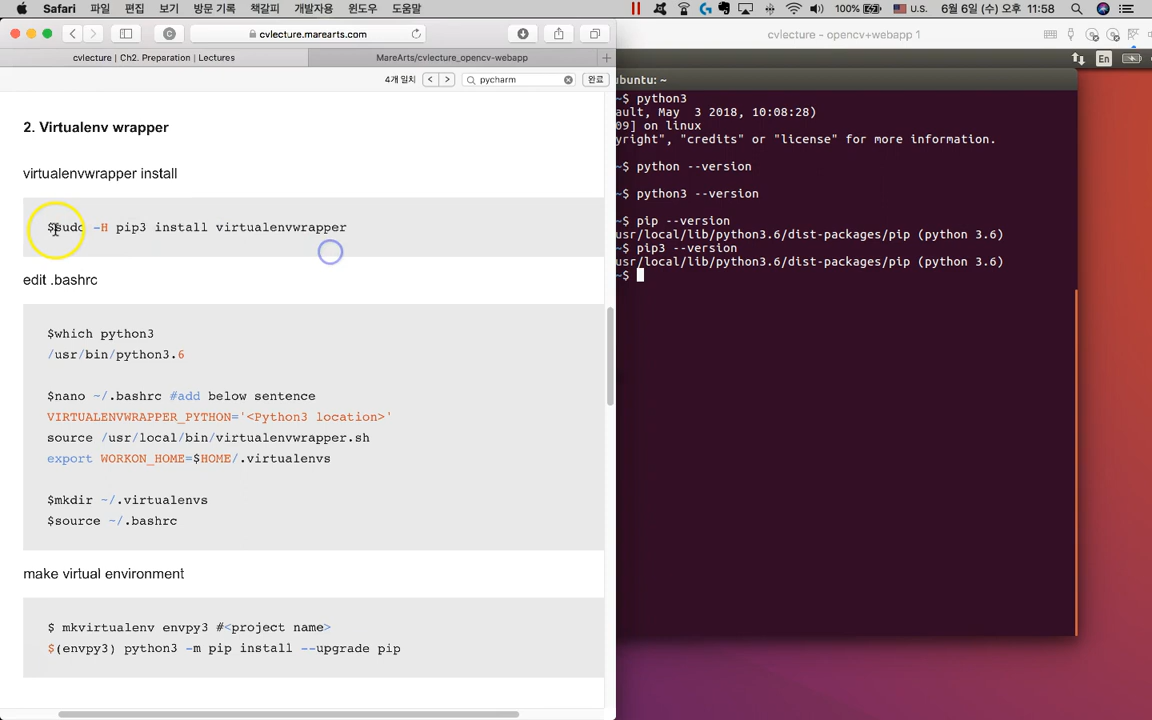 Safari 파일 편집 보기 방문 기록 책갈피 개발자용 윈도우 도움말 100% U.S. 6월 6일 (수) 오후 11:58
cvlecture.marearts.com
cvlecture - opencv+webapp 1
cvlecture | Ch2. Preparation | Lectures
MareArts/cvlecture_opencv-webapp
En
4개 일치 pycharm 완료
2. Virtualenv wrapper
virtualenvwrapper install
$sudo -H pip3 install virtualenvwrapper
edit .bashrc
$which python3
/usr/bin/python3.6
$nano ~/.bashrc #add below sentence
VIRTUALENVWRAPPER_PYTHON='<Python3 location>'
source /usr/local/bin/virtualenvwrapper.sh
export WORKON_HOME=$HOME/.virtualenvs
$mkdir ~/.virtualenvs
$source ~/.bashrc
make virtual environment
$ mkvirtualenv envpy3 #<project name>
$(envpy3) python3 -m pip install --upgrade pip
ubuntu: ~
~$ python3
ault, May 3 2018, 10:08:28)
09] on linux
yright", "credits" or "license" for more information.
~$ python --version
~$ python3 --version
~$ pip --version
usr/local/lib/python3.6/dist-packages/pip (python 3.6)
~$ pip3 --version
usr/local/lib/python3.6/dist-packages/pip (python 3.6)
~$